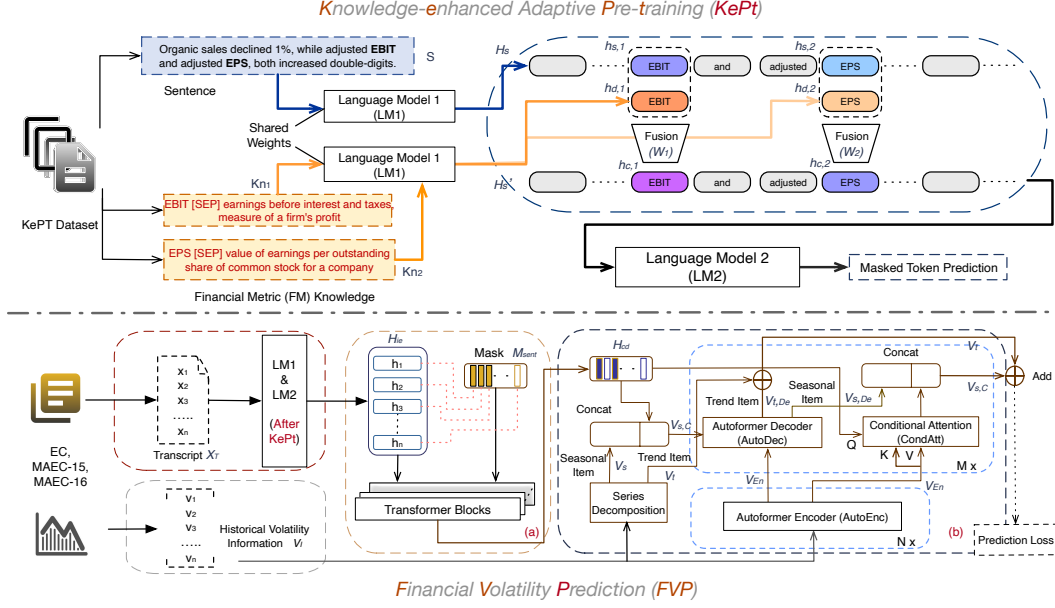 Knowledge-enhanced Adaptive Pre-training (KePt)
Organic sales declined 1%, while adjusted EBIT
and adjusted EPS, both increased double-digits.
S
Sentence
Shared
Weights
Language Model 1
(LM1)
Language Model 1
(LM1)
KePT Dataset
Kn1
EBIT [SEP] earnings before interest and taxes,
measure of a firm's profit
EPS [SEP] value of earnings per outstanding
share of common stock for a company
Kn2
Financial Metric (FM) Knowledge
Hs
hs,1
hs,2
EBIT
and
adjusted
EPS
hd,1
hd,2
EBIT
EPS
Fusion
(W1)
Fusion
(W2)
hc,1
hc,2
Hs'
EBIT
and
adjusted
EPS
Language Model 2
(LM2)
Masked Token Prediction
EC,
MAEC-15,
MAEC-16
x1
x2
x3
.....
xn
Transcript XT
LM1
&
LM2
(After
KePt)
v1
v2
v3
.....
vn
Historical Volatility
Information Vi
Hie
h1
h2
h3
hn
Mask
Msent
Transformer Blocks
(a)
Hcd
Concat
Vs,C
Seasonal
Item
Vs
Trend Item
Vt
Series
Decomposition
Trend Item
Vt,De
Seasonal
Item
Vs,De
Autoformer Decoder
(AutoDec)
Concat
Conditional Attention
(CondAtt)
Q
K
V
M x
VEn
VEn
Autoformer Encoder (AutoEnc)
N x
(b)
VT
Vs,C
Add
Prediction Loss
Financial Volatility Prediction (FVP)